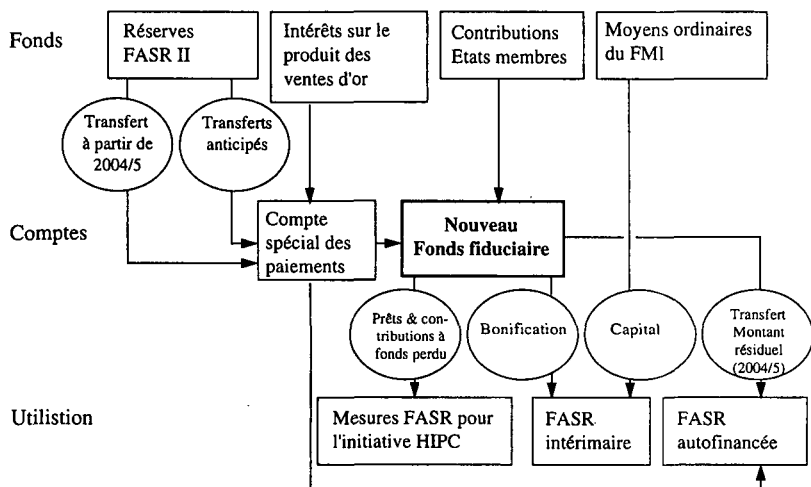 Fonds
Réserves
FASR II
Intérêts sur le
produit des
ventes d'or
Contributions
Etats membres
Moyens ordinaires
du FMI
Transfert
à partir de
2004/5
Transferts
anticipés
Comptes
Compte
spécial des
paiements
Nouveau
Fonds fiduciaire
Prêts & con-
tributions à
fonds perdu
Bonification
Capital
Transfert
Montant
résiduel
(2004/5)
Utilistion
Mesures FASR pour
l'initiative HIPC
FASR
intérimaire
FASR
autofinancée